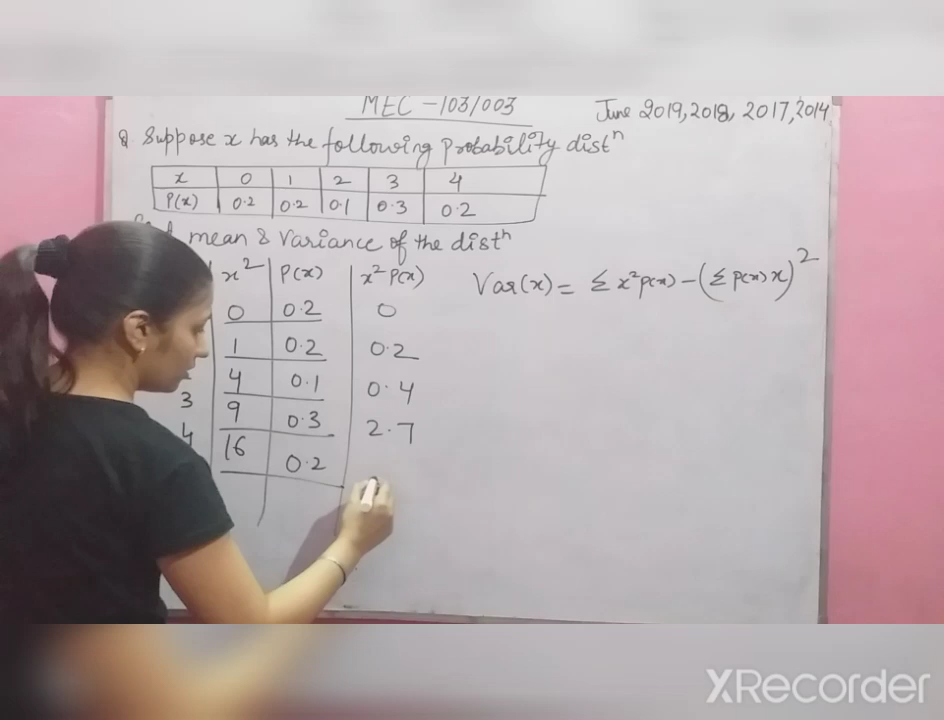 MEC-103/003
June 2019, 2018, 2017, 2014
Q. Suppose x has the following Probability distⁿ
x 0 1 2 3 4
P(x) 0.2 0.2 0.1 0.3 0.2
mean & Variance of the distⁿ
x² P(x) x²P(x)
Var(x) = Σx²p(x) - (Σp(x)x)²
0 0.2 0
1 0.2 0.2
4 0.1 0.4
3 9 0.3 2.7
4 16 0.2
XRecorder